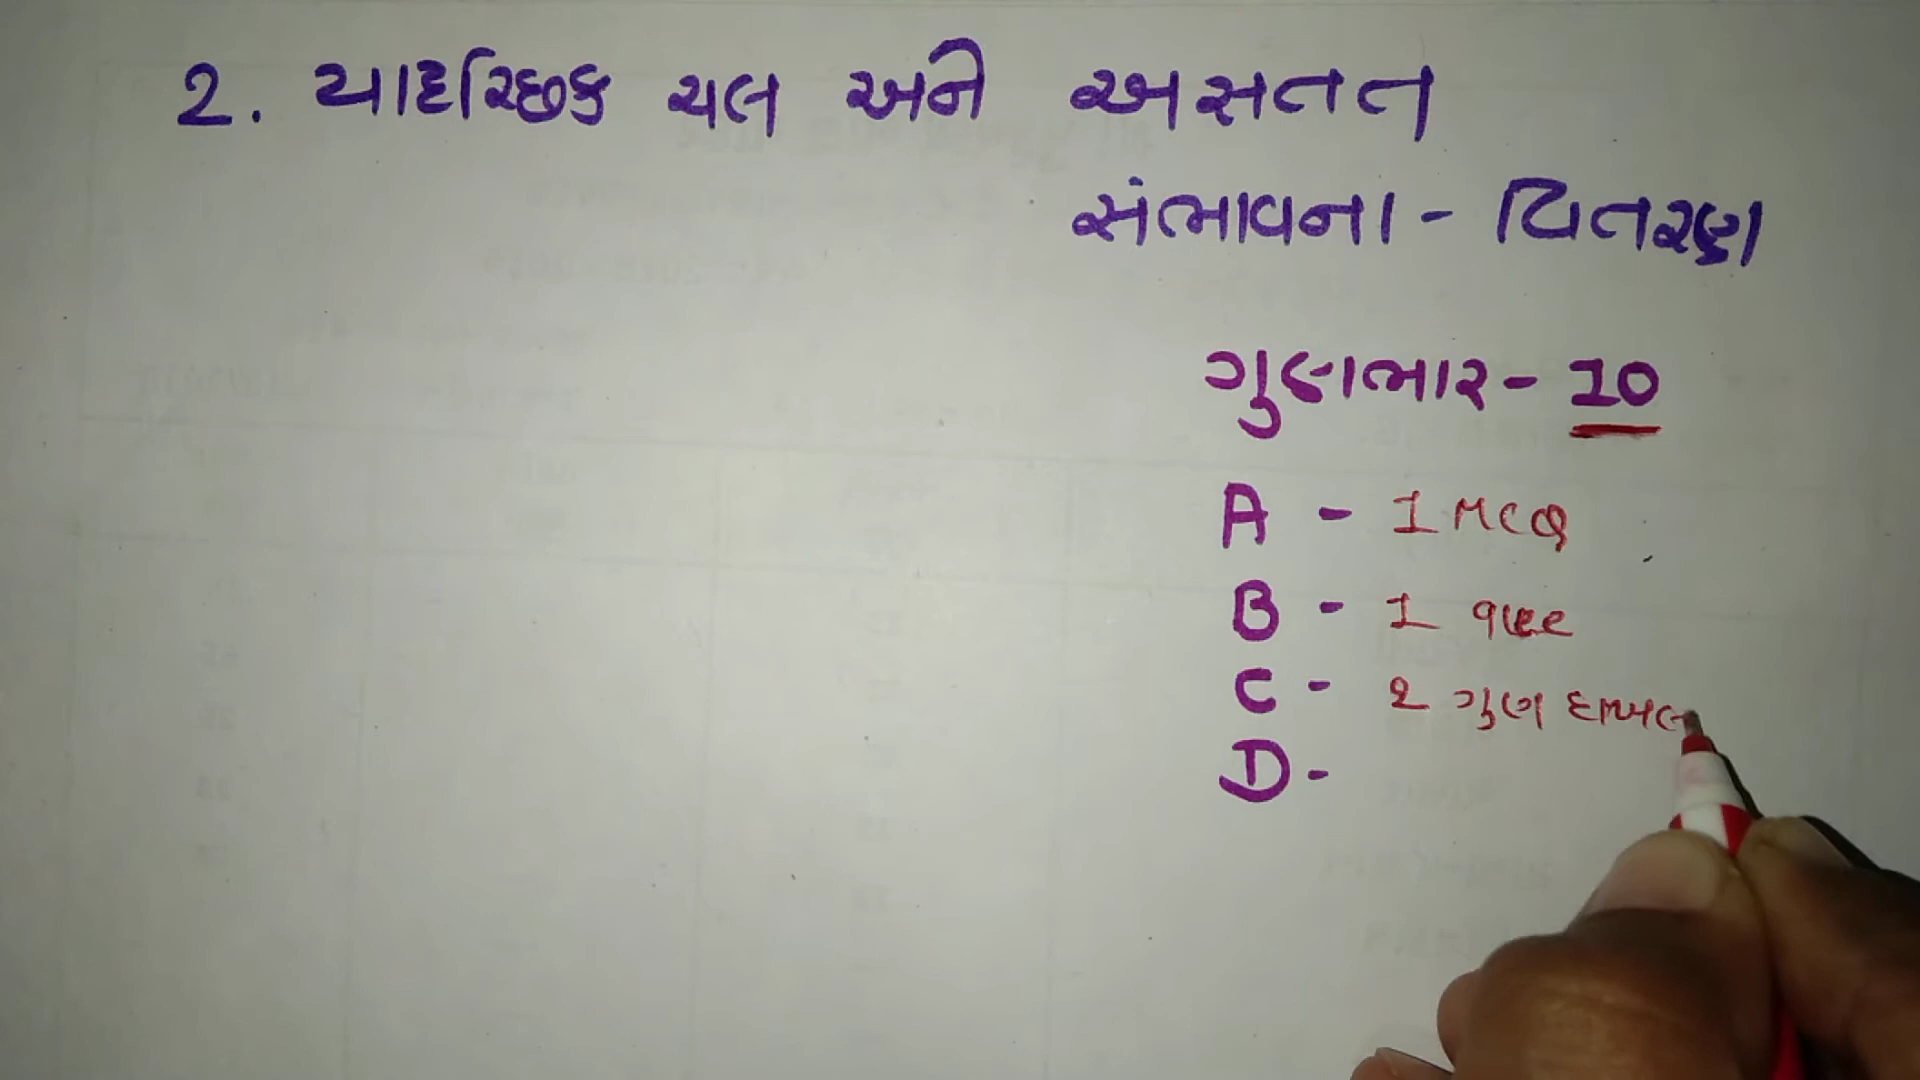 2. યાદચ્છિક ચલ અને અસતત
સંભાવના - વિતરણ
ગુણભાર - 10
A - 1 MCQ
B - 1
C - 2 ગુણ દાખલ
D -